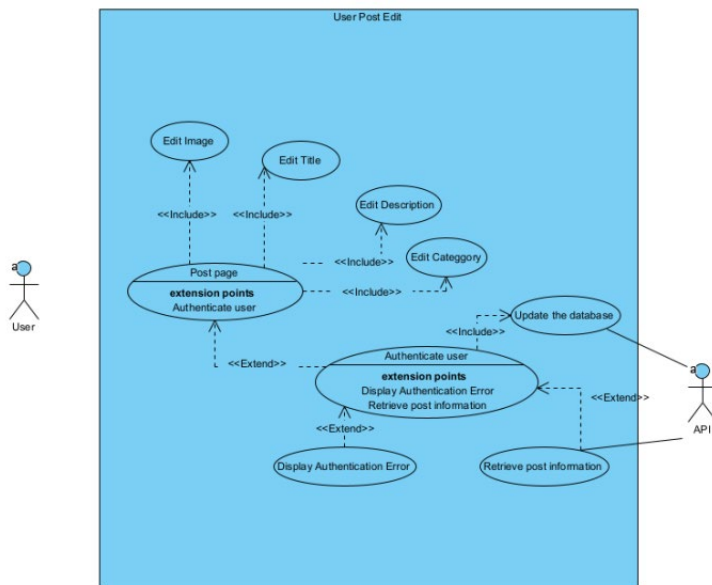 User Post Edit
Edit Image
Edit Title
<<Include>>
<<Include>>
Edit Description
<<Include>>
Edit Categgory
<<Include>>
Post page
extension points
Authenticate user
a
User
Update the database
<<Include>>
<<Extend>>
Authenticate user
extension points
Display Authentication Error
Retrieve post information
a
API
<<Extend>>
<<Extend>>
Display Authentication Error
Retrieve post information